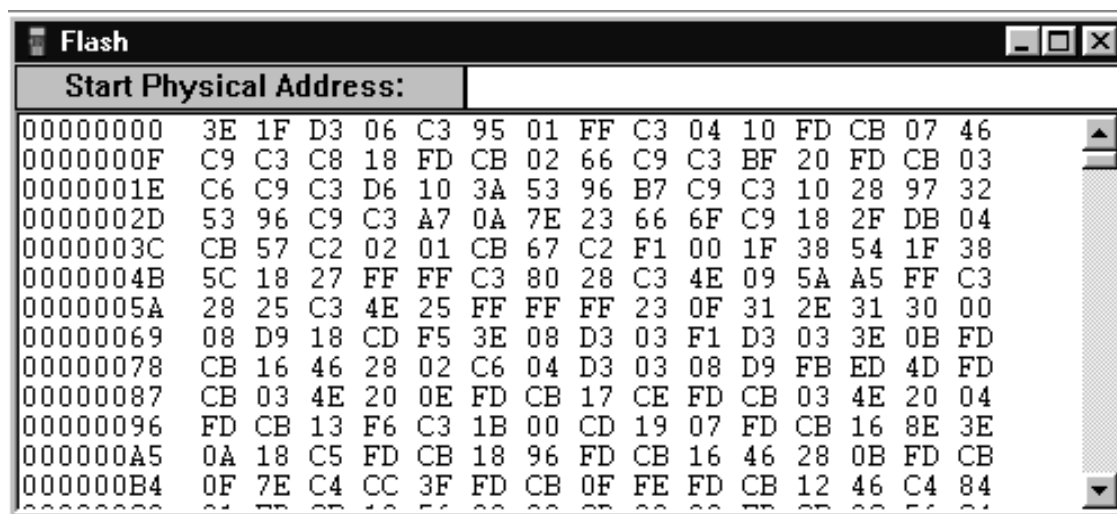 Flash
Start Physical Address:
00000000 3E 1F D3 06 C3 95 01 FF C3 04 10 FD CB 07 46
0000000F C9 C3 C8 18 FD CB 02 66 C9 C3 BF 20 FD CB 03
0000001E C6 C9 C3 D6 10 3A 53 96 B7 C9 C3 10 28 97 32
0000002D 53 96 C9 C3 A7 0A 7E 23 66 6F C9 18 2F DB 04
0000003C CB 57 C2 02 01 CB 67 C2 F1 00 1F 38 54 1F 38
0000004B 5C 18 27 FF FF C3 80 28 C3 4E 09 5A A5 FF C3
0000005A 28 25 C3 4E 25 FF FF FF 23 0F 31 2E 31 30 00
00000069 08 D9 18 CD F5 3E 08 D3 03 F1 D3 03 3E 0B FD
00000078 CB 16 46 28 02 C6 04 D3 03 08 D9 FB ED 4D FD
00000087 CB 03 4E 20 0E FD CB 17 CE FD CB 03 4E 20 04
00000096 FD CB 13 F6 C3 1B 00 CD 19 07 FD CB 16 8E 3E
000000A5 0A 18 C5 FD CB 18 96 FD CB 16 46 28 0B FD CB
000000B4 0F 7E C4 CC 3F FD CB 0F FE FD CB 12 46 C4 84